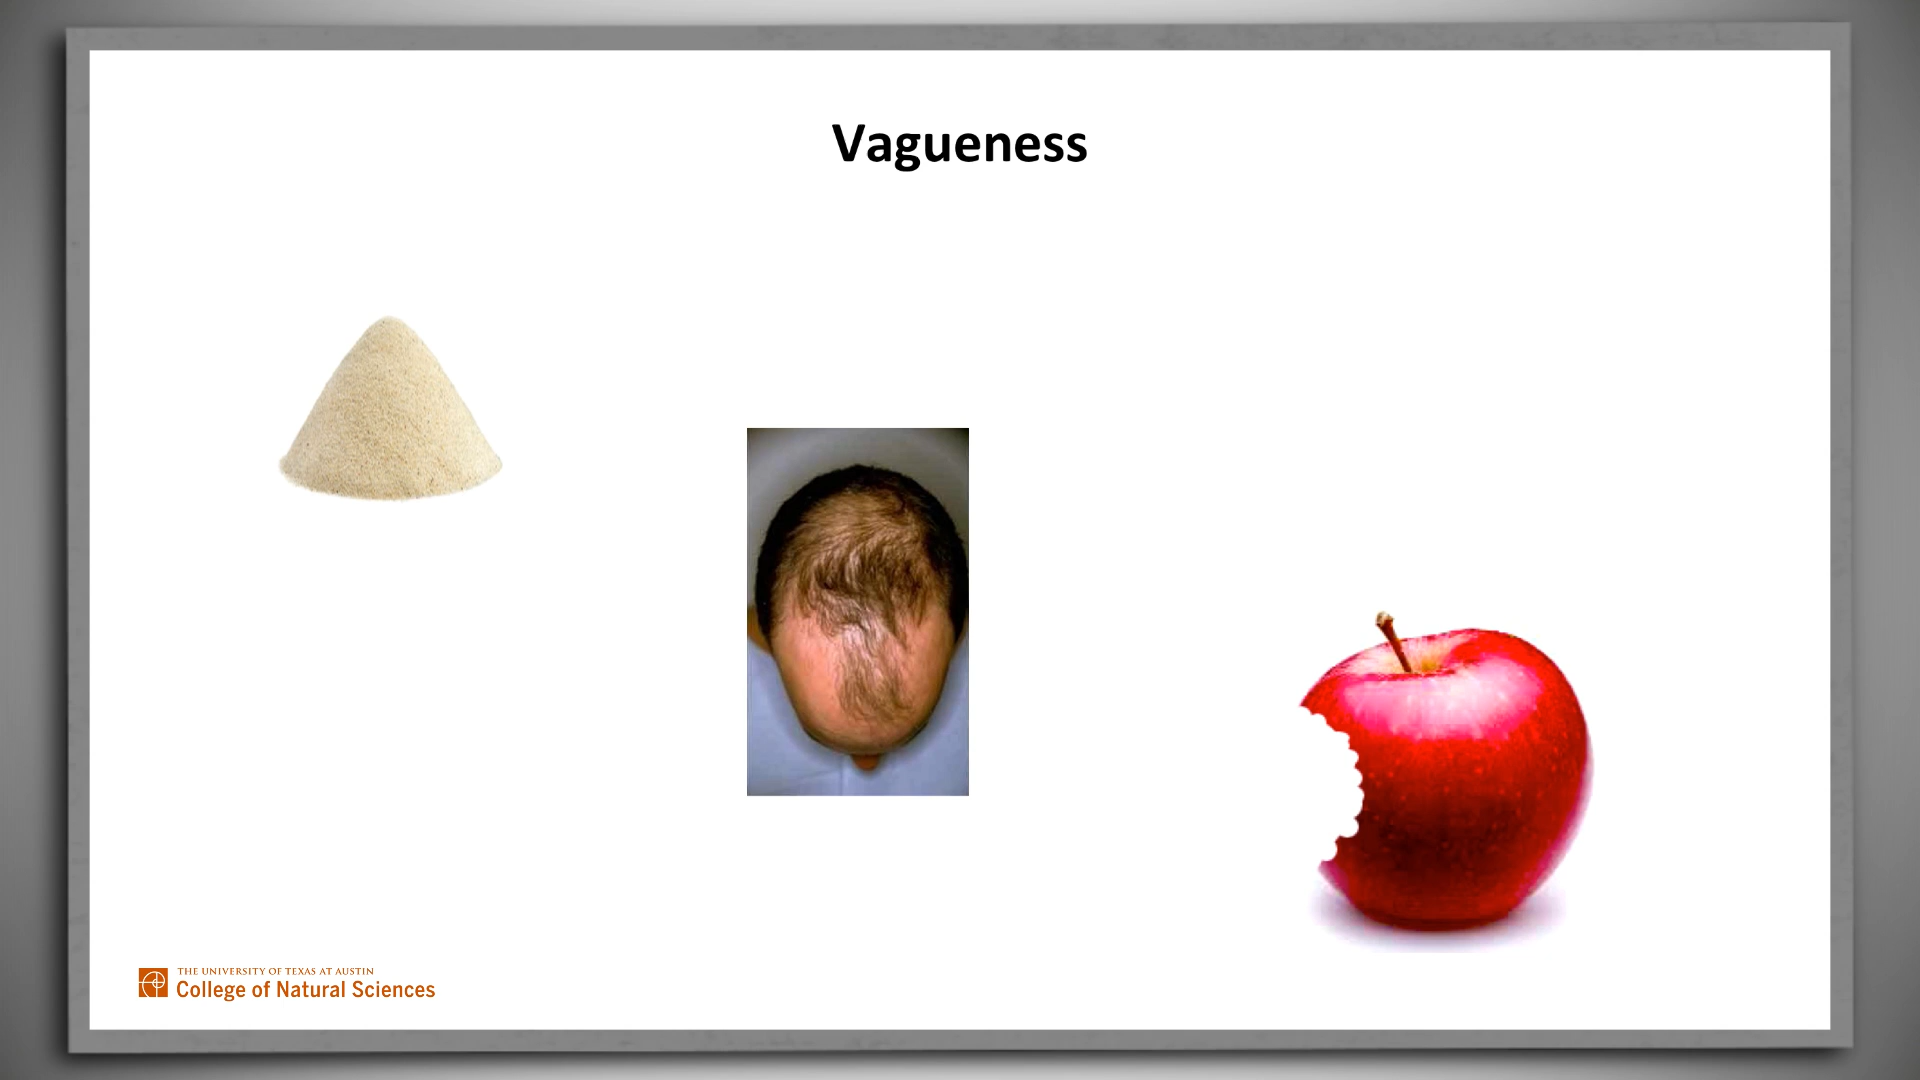 Vagueness
THE UNIVERSITY OF TEXAS AT AUSTIN
College of Natural Sciences